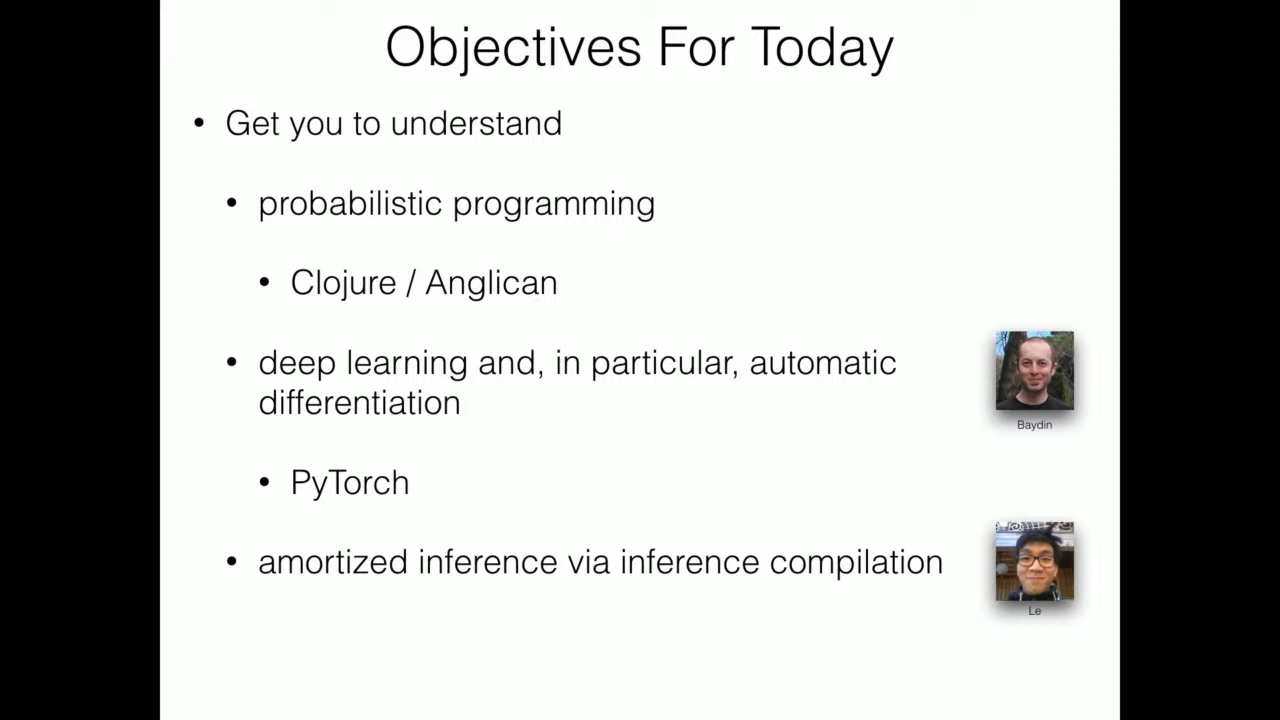 Objectives For Today
• Get you to understand
• probabilistic programming
• Clojure / Anglican
• deep learning and, in particular, automatic
differentiation
Baydin
• PyTorch
• amortized inference via inference compilation
Le